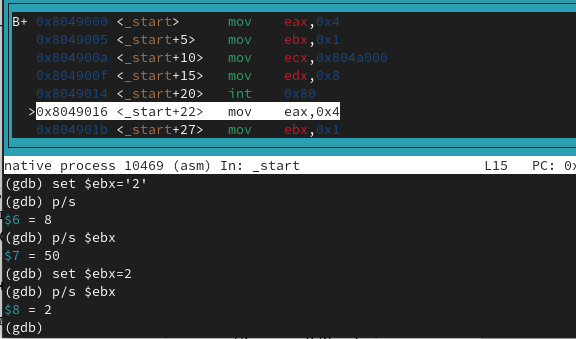 B+ 0x8049000 <_start> mov eax,0x4
0x8049005 <_start+5> mov ebx,0x1
0x804900a <_start+10> mov ecx,0x804a000
0x804900f <_start+15> mov edx,0x8
0x8049014 <_start+20> int 0x80
>0x8049016 <_start+22> mov eax,0x4
0x804901b <_start+27> mov ebx,0x1
native process 10469 (asm) In: _start L15 PC: 0x
(gdb) set $ebx='2'
(gdb) p/s
$6 = 8
(gdb) p/s $ebx
$7 = 50
(gdb) set $ebx=2
(gdb) p/s $ebx
$8 = 2
(gdb)